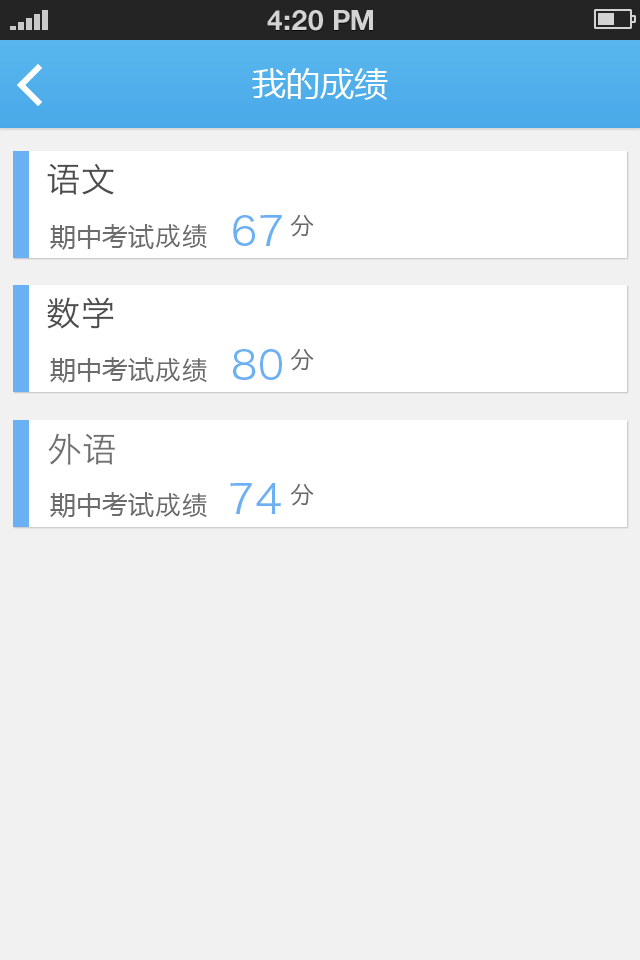 4:20 PM
我的成绩
语文
期中考试成绩 67 分
数学
期中考试成绩 80 分
外语
期中考试成绩 74 分